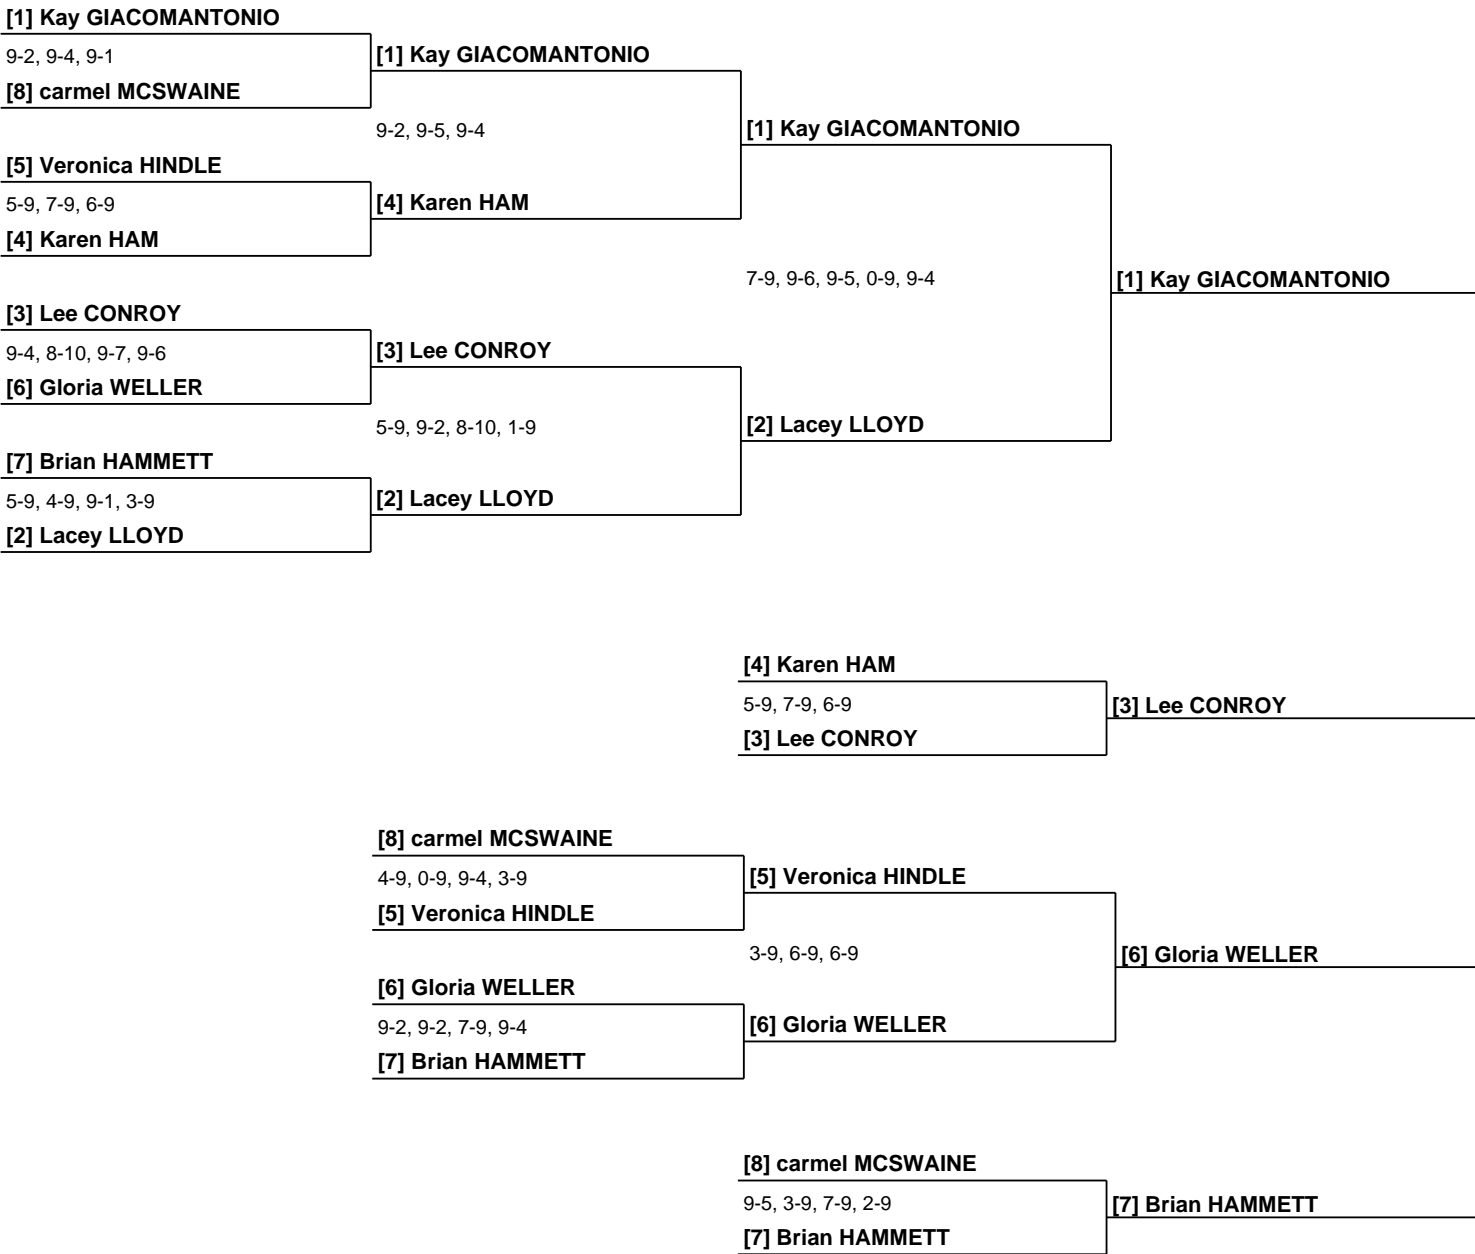 [1] Kay GIACOMANTONIO
9-2, 9-4, 9-1
[1] Kay GIACOMANTONIO
[8] carmel MCSWAINE
9-2, 9-5, 9-4
[1] Kay GIACOMANTONIO
[5] Veronica HINDLE
5-9, 7-9, 6-9
[4] Karen HAM
[4] Karen HAM
7-9, 9-6, 9-5, 0-9, 9-4
[1] Kay GIACOMANTONIO
[3] Lee CONROY
9-4, 8-10, 9-7, 9-6
[3] Lee CONROY
[6] Gloria WELLER
5-9, 9-2, 8-10, 1-9
[2] Lacey LLOYD
[7] Brian HAMMETT
5-9, 4-9, 9-1, 3-9
[2] Lacey LLOYD
[2] Lacey LLOYD
[4] Karen HAM
5-9, 7-9, 6-9
[3] Lee CONROY
[3] Lee CONROY
[8] carmel MCSWAINE
4-9, 0-9, 9-4, 3-9
[5] Veronica HINDLE
[5] Veronica HINDLE
3-9, 6-9, 6-9
[6] Gloria WELLER
[6] Gloria WELLER
9-2, 9-2, 7-9, 9-4
[6] Gloria WELLER
[7] Brian HAMMETT
[8] carmel MCSWAINE
9-5, 3-9, 7-9, 2-9
[7] Brian HAMMETT
[7] Brian HAMMETT